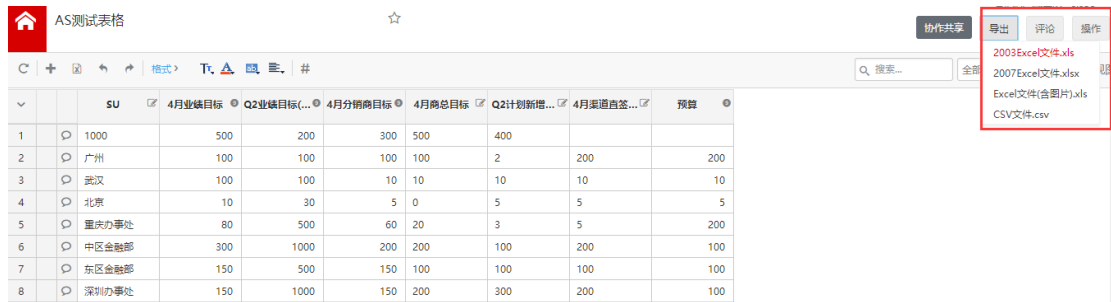 AS测试表格
协作共享 导出 评论 操作
2003Excel文件.xls
2007Excel文件.xlsx
Excel文件(含图片).xls
CSV文件.csv
格式 Tт A ab #
搜索... 全部
SU 4月业绩目标 Q2业绩目标(... 4月分销商目标 4月商总目标 Q2计划新增... 4月渠道直签... 预算
1 1000 500 200 300 500 400
2 广州 100 100 100 100 2 200 200
3 武汉 100 100 10 10 10 10 10
4 北京 10 30 5 0 5 5 5
5 重庆办事处 80 500 60 20 3 5 200
6 中区金融部 300 1000 200 200 100 200 100
7 东区金融部 150 500 150 100 100 100 100
8 深圳办事处 150 1000 150 200 300 200 100